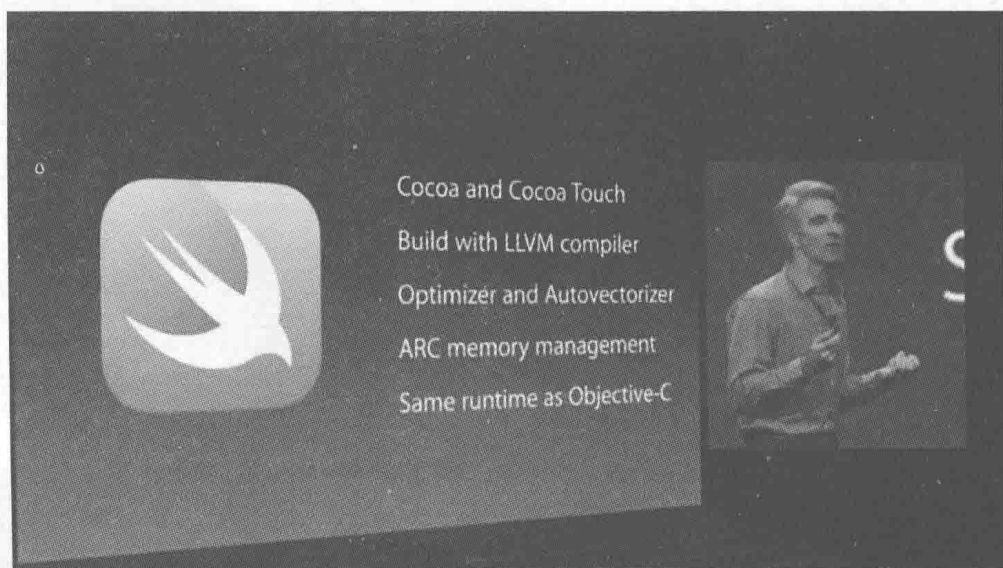 Cocoa and Cocoa Touch
Build with LLVM compiler
Optimizer and Autovectorizer
ARC memory management
Same runtime as Objective-C
S